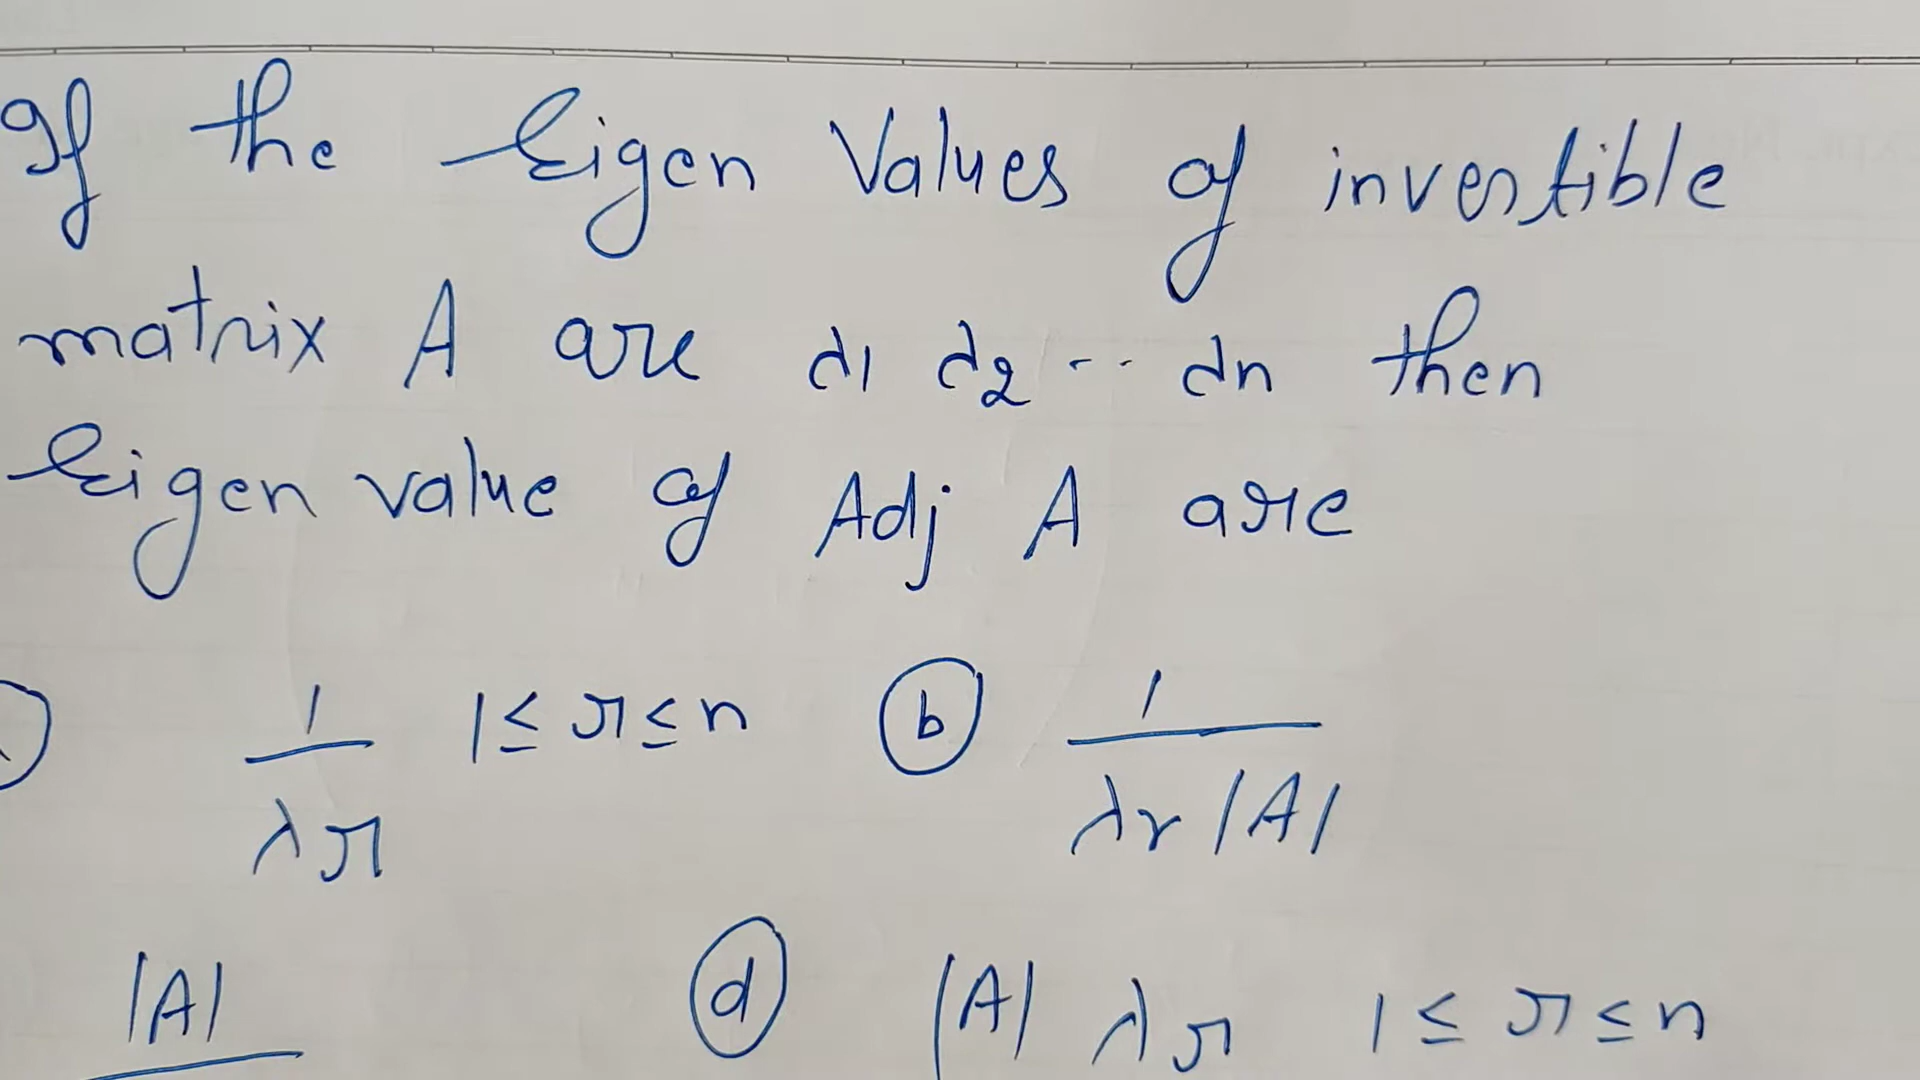 If the Eigen Values of invertible
matrix A are λ1 λ2 -- λn then
Eigen value of Adj A are
1/λr 1≤ r ≤ n (b) 1/λr |A|
|A| (d) |A| λr 1 ≤ r ≤ n